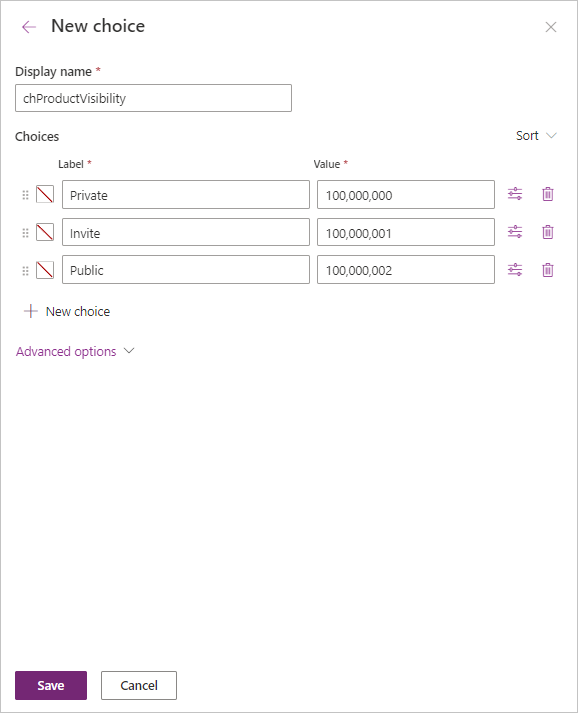 New choice
Display name *
chProductVisibility
Choices
Sort
Label * Value *
Private 100,000,000
Invite 100,000,001
Public 100,000,002
New choice
Advanced options
Save Cancel